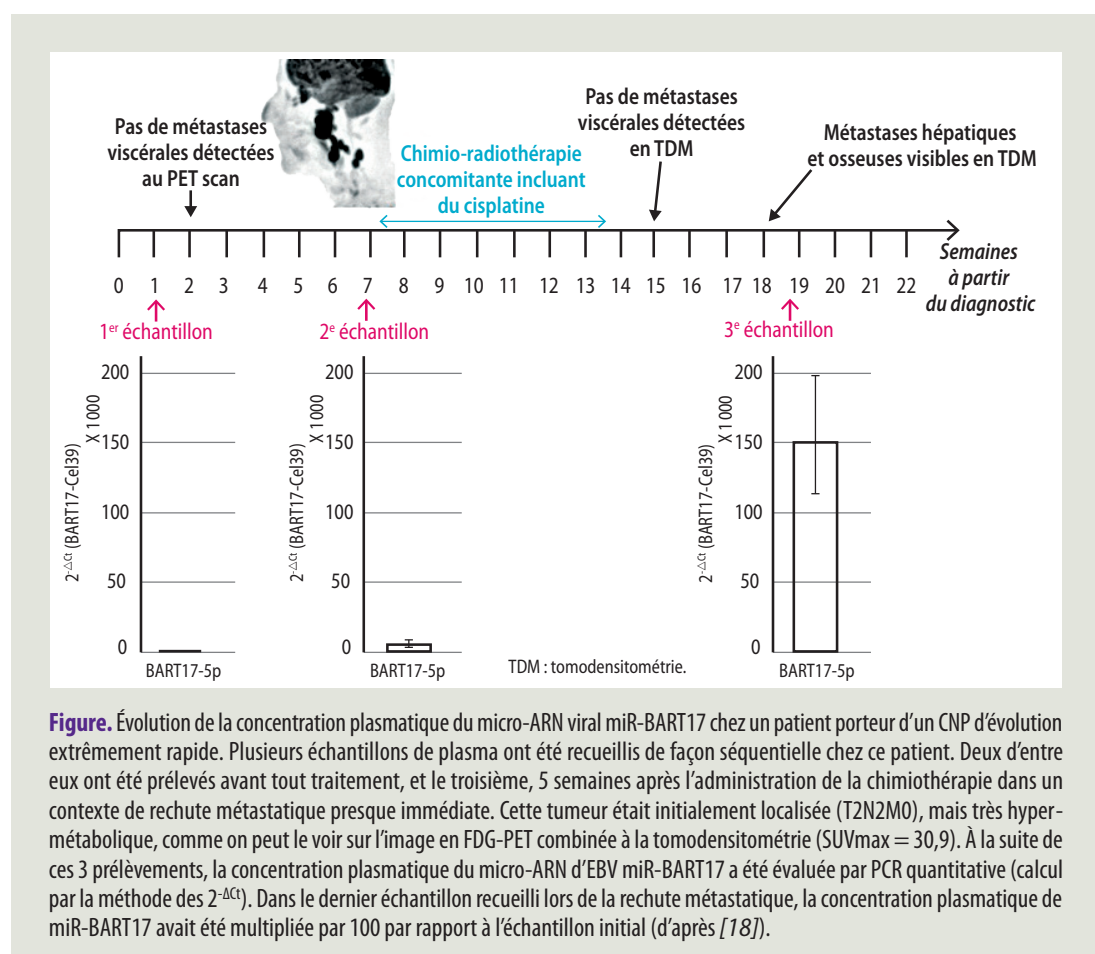 Pas de métastases
viscérales détectées
au PET scan
Chimio-radiothérapie
concomitante incluant
du cisplatine
Pas de métastases
viscérales détectées
en TDM
Métastases hépatiques
et osseuses visibles en TDM
0 1 2 3 4 5 6 7 8 9 10 11 12 13 14 15 16 17 18 19 20 21 22
Semaines
à partir
du diagnostic
1er échantillon
2e échantillon
3e échantillon
2-△Ct (BART17-Cel39)
X 1000
200
150
100
50
0
BART17-5p
2-△Ct (BART17-Cel39)
X 1000
200
150
100
50
0
BART17-5p
TDM : tomodensitométrie.
2-△Ct (BART17-Cel39)
X 1000
200
150
100
50
0
BART17-5p
Figure. Évolution de la concentration plasmatique du micro-ARN viral miR-BART17 chez un patient porteur d'un CNP d'évolution
extrêmement rapide. Plusieurs échantillons de plasma ont été recueillis de façon séquentielle chez ce patient. Deux d'entre
eux ont été prélevés avant tout traitement, et le troisième, 5 semaines après l'administration de la chimiothérapie dans un
contexte de rechute métastatique presque immédiate. Cette tumeur était initialement localisée (T2N2M0), mais très hyper-
métabolique, comme on peut le voir sur l'image en FDG-PET combinée à la tomodensitométrie (SUVmax = 30,9). À la suite de
ces 3 prélèvements, la concentration plasmatique du micro-ARN d'EBV miR-BART17 a été évaluée par PCR quantitative (calcul
par la méthode des 2-ΔCt). Dans le dernier échantillon recueilli lors de la rechute métastatique, la concentration plasmatique de
miR-BART17 avait été multipliée par 100 par rapport à l'échantillon initial (d'après [18]).